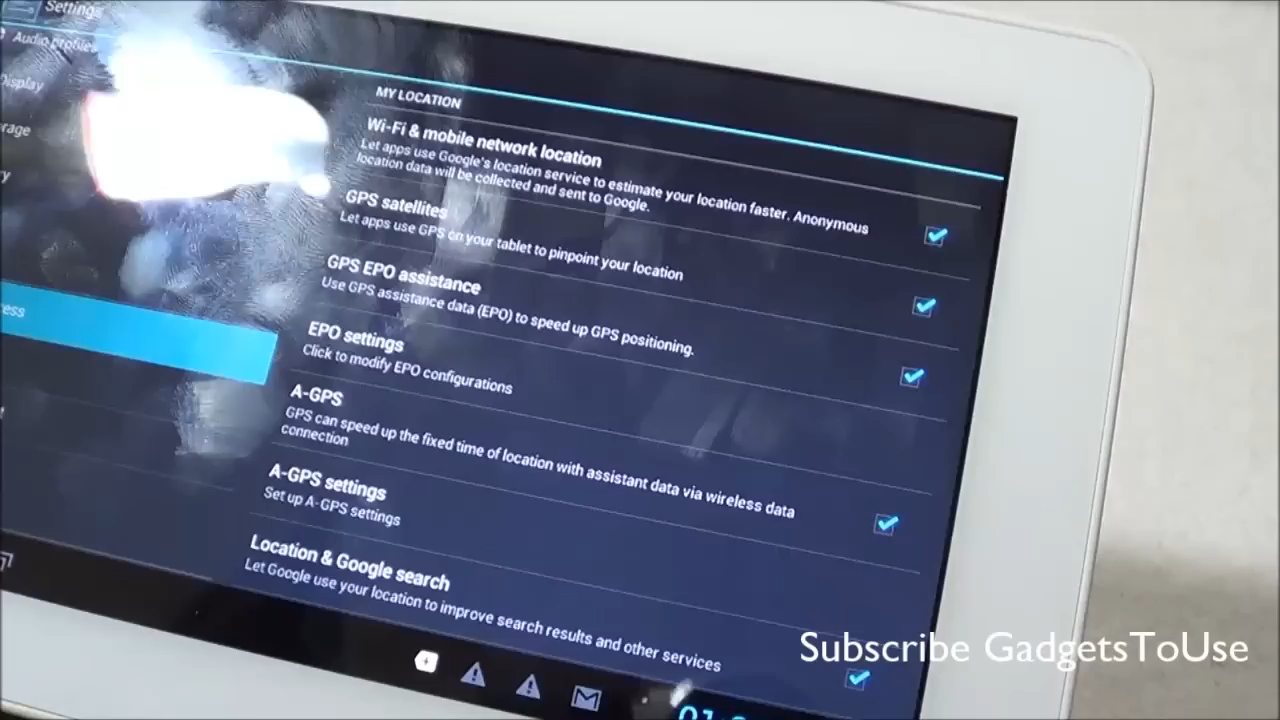 Settings
Audio profiles
Display
MY LOCATION
Wi-Fi & mobile network location
Let apps use Google's location service to estimate your location faster. Anonymous
location data will be collected and sent to Google.
GPS satellites
Let apps use GPS on your tablet to pinpoint your location
GPS EPO assistance
Use GPS assistance data (EPO) to speed up GPS positioning.
EPO settings
Click to modify EPO configurations
A-GPS
GPS can speed up the fixed time of location with assistant data via wireless data
connection
A-GPS settings
Set up A-GPS settings
Location & Google search
Let Google use your location to improve search results and other services
Subscribe GadgetsToUse